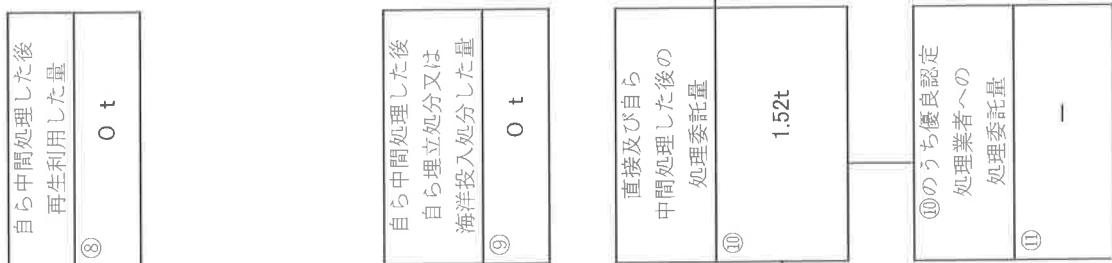 自ら中間処理した後
再生利用した量
⑧
0 t
自ら中間処理した後
自ら埋立処分又は
海洋投入処分した量
⑨
0 t
直接及び自ら
中間処理した後の
処理委託量
⑩
1.52t
⑩のうち優良認定
処理業者への
処理委託量
⑪
ー